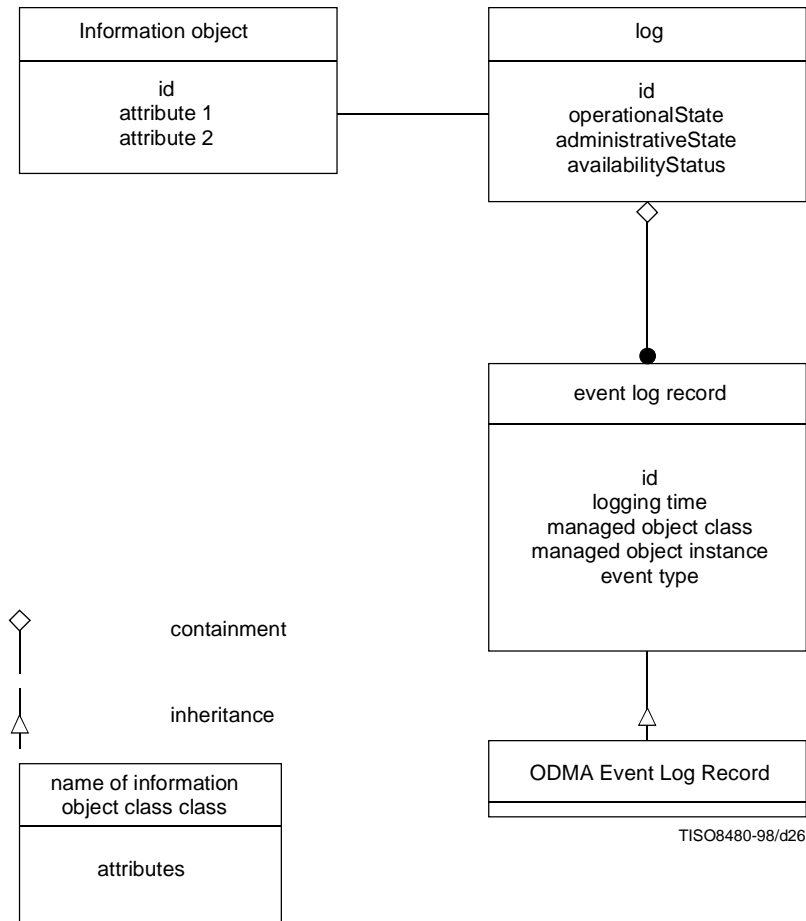 Information object
id
attribute 1
attribute 2
log
id
operationalState
administrativeState
availabilityStatus
event log record
id
logging time
managed object class
managed object instance
event type
containment
inheritance
name of information
object class class
attributes
ODMA Event Log Record
TISO8480-98/d26